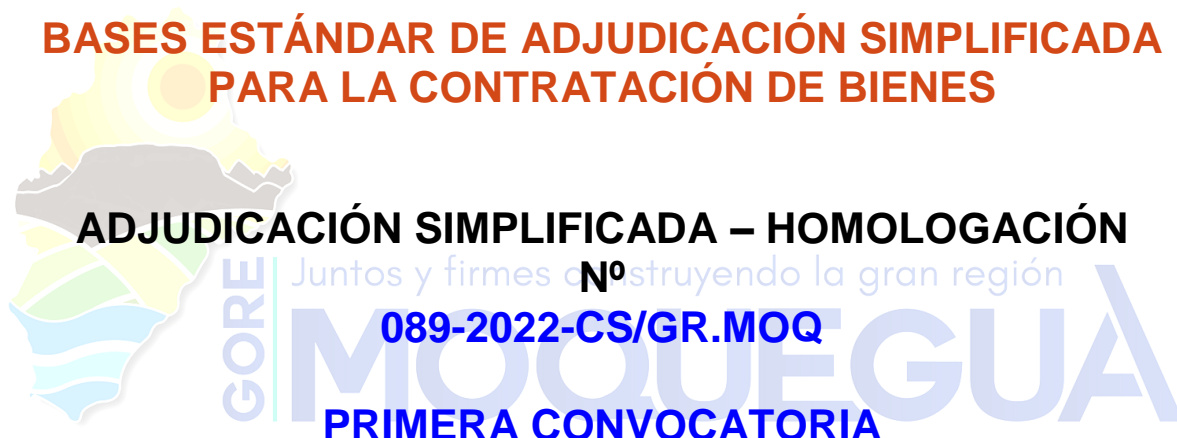 BASES ESTÁNDAR DE ADJUDICACIÓN SIMPLIFICADA
PARA LA CONTRATACIÓN DE BIENES
ADJUDICACIÓN SIMPLIFICADA – HOMOLOGACIÓN
Nº
Juntos y firmes construyendo la gran región
GORE
MOQUEGUA
089-2022-CS/GR.MOQ
PRIMERA CONVOCATORIA